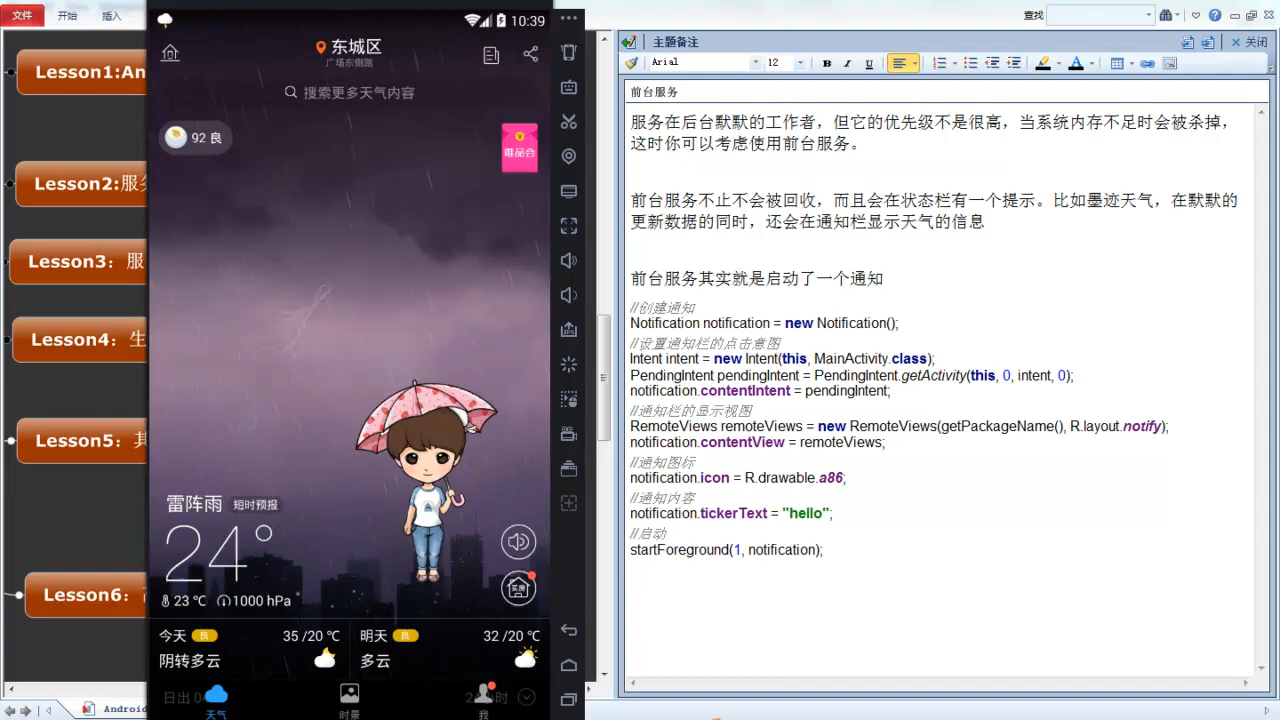 文件
开始
插入
查找
Lesson1:An
Lesson2:服
Lesson3：服
Lesson4：生
Lesson5：其
Lesson6：
Android
10:39
东城区
广场东侧路
搜索更多天气内容
92 良
唯品会
雷阵雨 短时预报
24°
23 ℃ 1000 hPa
买房
今天 良 35 /20 ℃
阴转多云
明天 良 32 /20 ℃
多云
日出 0
天气
时景
我
主题备注
关闭
Arial 12
B I U
前台服务
服务在后台默默的工作者，但它的优先级不是很高，当系统内存不足时会被杀掉，
这时你可以考虑使用前台服务。
前台服务不止不会被回收，而且会在状态栏有一个提示。比如墨迹天气，在默默的
更新数据的同时，还会在通知栏显示天气的信息
前台服务其实就是启动了一个通知
//创建通知
Notification notification = new Notification();
//设置通知栏的点击意图
Intent intent = new Intent(this, MainActivity.class);
PendingIntent pendingIntent = PendingIntent.getActivity(this, 0, intent, 0);
notification.contentIntent = pendingIntent;
//通知栏的显示视图
RemoteViews remoteViews = new RemoteViews(getPackageName(), R.layout.notify);
notification.contentView = remoteViews;
//通知图标
notification.icon = R.drawable.a86;
//通知内容
notification.tickerText = "hello";
//启动
startForeground(1, notification);